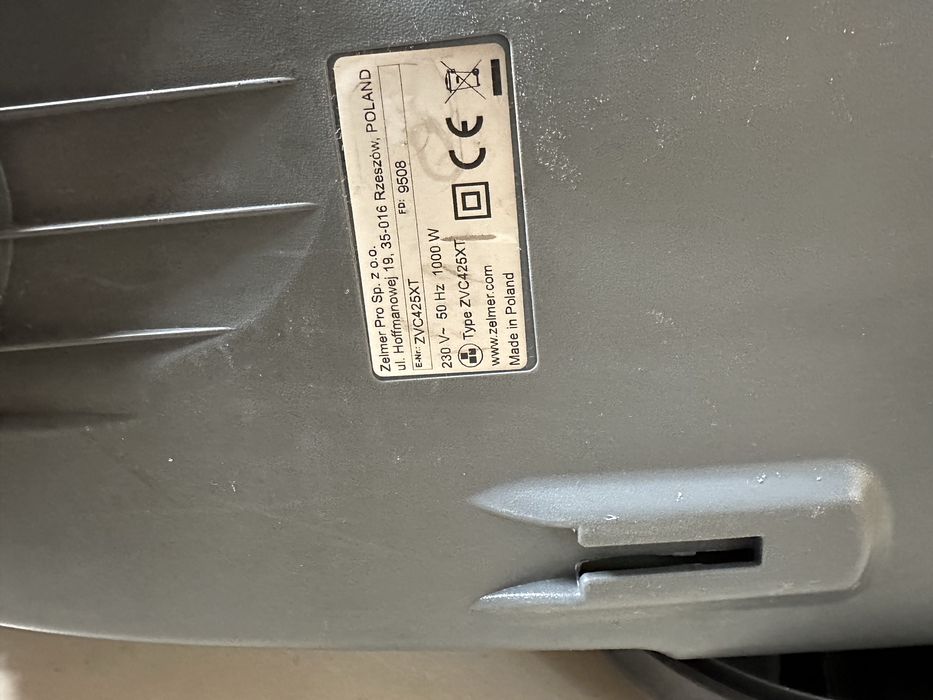 Zelmer Pro Sp. z o.o.
ul. Hoffmanowej 19, 35-016 Rzeszów, POLAND
E-Nr.: ZVC425XT FD: 9508
230 V~ 50 Hz 1000 W
Type ZVC425XT
www.zelmer.com
Made in Poland
CE